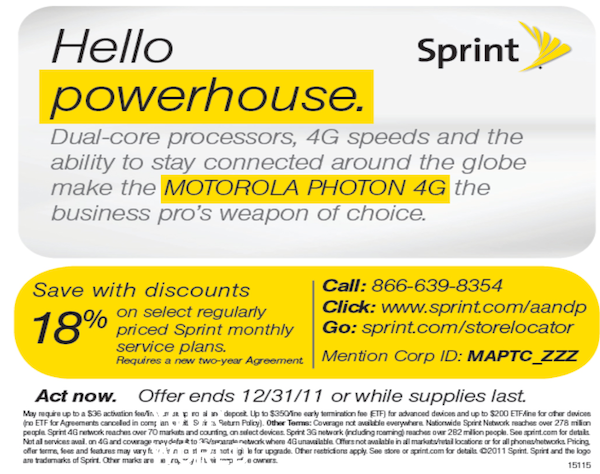 Hello
Sprint
powerhouse.
Dual-core processors, 4G speeds and the
ability to stay connected around the globe
make the MOTOROLA PHOTON 4G the
business pro's weapon of choice.
Save with discounts
18% on select regularly
priced Sprint monthly
service plans.
Requires a new two-year Agreement.
Call: 866-639-8354
Click: www.sprint.com/aandp
Go: sprint.com/storelocator
Mention Corp ID: MAPTC_ZZZ
Act now. Offer ends 12/31/11 or while supplies last.
May require up to a $36 activation fee/line, deposit. Up to $350/line early termination fee (ETF) for advanced devices and up to $200 ETF/line for other devices
(no ETF for Agreements cancelled in Return Policy). Other Terms: Coverage not available everywhere. Nationwide Sprint Network reaches over 278 million
people. Sprint 4G network reaches over 70 markets and counting, on select devices. Sprint 3G network (including roaming) reaches over 282 million people. See sprint.com for details.
Not all services avail. on 4G and coverage may default to 3G/separate network where 4G unavailable. Offers not available in all markets/retail locations or for all phones/networks. Pricing,
offer terms, fees and features may vary for upgrade. Other restrictions apply. See store or sprint.com for details. ©2011 Sprint. Sprint and the logo
are trademarks of Sprint. Other marks are owners.
15115